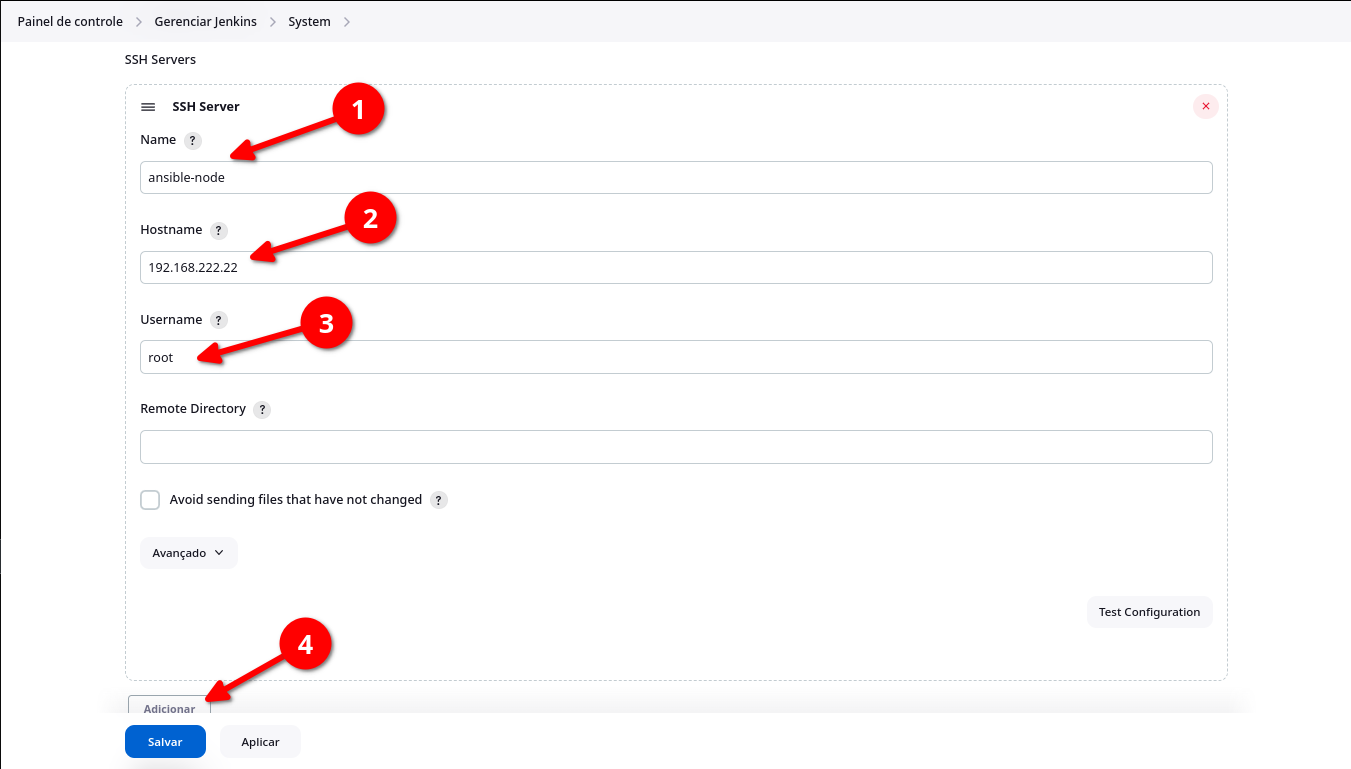 Painel de controle > Gerenciar Jenkins > System >
SSH Servers
SSH Server
1
Name ?
ansible-node
2
Hostname ?
192.168.222.22
3
Username ?
root
Remote Directory ?
Avoid sending files that have not changed ?
Avançado
Test Configuration
4
Adicionar
Salvar Aplicar